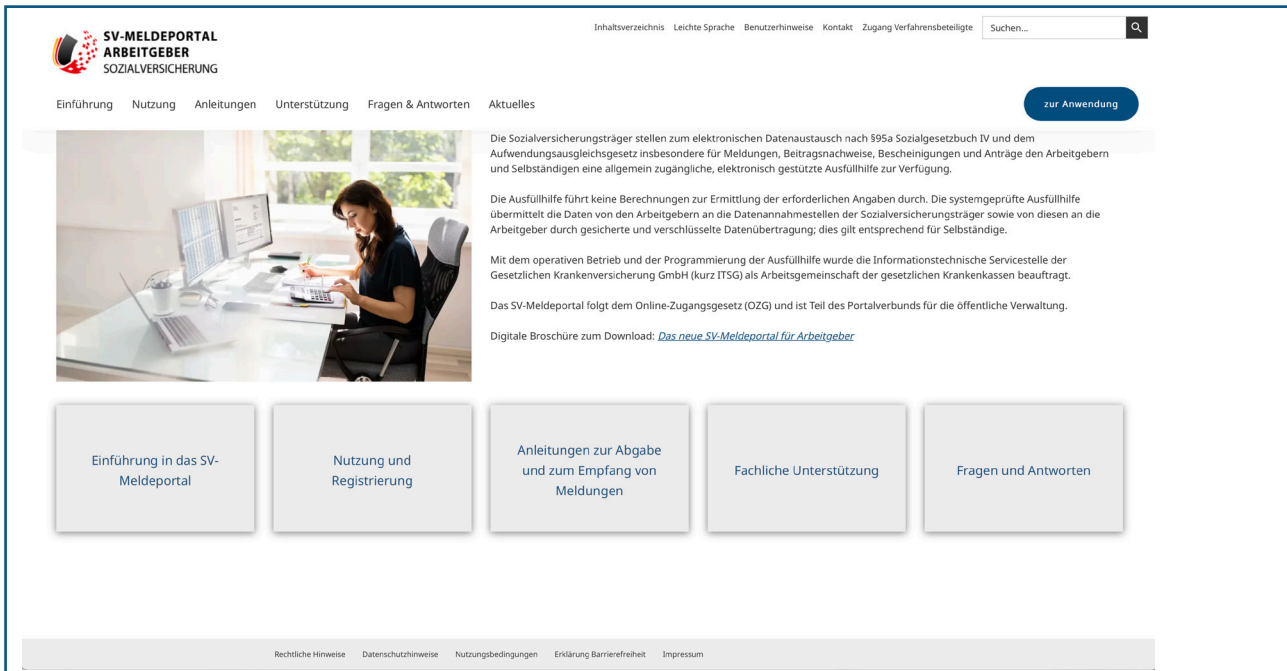 SV-MELDEPORTAL
ARBEITGEBER
SOZIALVERSICHERUNG
Inhaltsverzeichnis Leichte Sprache Benutzerhinweise Kontakt Zugang Verfahrensbeteiligte Suchen...
Einführung Nutzung Anleitungen Unterstützung Fragen & Antworten Aktuelles zur Anwendung
Die Sozialversicherungsträger stellen zum elektronischen Datenaustausch nach §95a Sozialgesetzbuch IV und dem
Aufwendungsausgleichsgesetz insbesondere für Meldungen, Beitragsnachweise, Bescheinigungen und Anträge den Arbeitgebern
und Selbständigen eine allgemein zugängliche, elektronisch gestützte Ausfüllhilfe zur Verfügung.
Die Ausfüllhilfe führt keine Berechnungen zur Ermittlung der erforderlichen Angaben durch. Die systemgeprüfte Ausfüllhilfe
übermittelt die Daten von den Arbeitgebern an die Datenannahmestellen der Sozialversicherungsträger sowie von diesen an die
Arbeitgeber durch gesicherte und verschlüsselte Datenübertragung; dies gilt entsprechend für Selbständige.
Mit dem operativen Betrieb und der Programmierung der Ausfüllhilfe wurde die Informationstechnische Servicestelle der
Gesetzlichen Krankenversicherung GmbH (kurz ITSG) als Arbeitsgemeinschaft der gesetzlichen Krankenkassen beauftragt.
Das SV-Meldeportal folgt dem Online-Zugangsgesetz (OZG) und ist Teil des Portalverbunds für die öffentliche Verwaltung.
Digitale Broschüre zum Download: Das neue SV-Meldeportal für Arbeitgeber
Einführung in das SV-
Meldeportal
Nutzung und
Registrierung
Anleitungen zur Abgabe
und zum Empfang von
Meldungen
Fachliche Unterstützung
Fragen und Antworten
Rechtliche Hinweise Datenschutzhinweise Nutzungsbedingungen Erklärung Barrierefreiheit Impressum